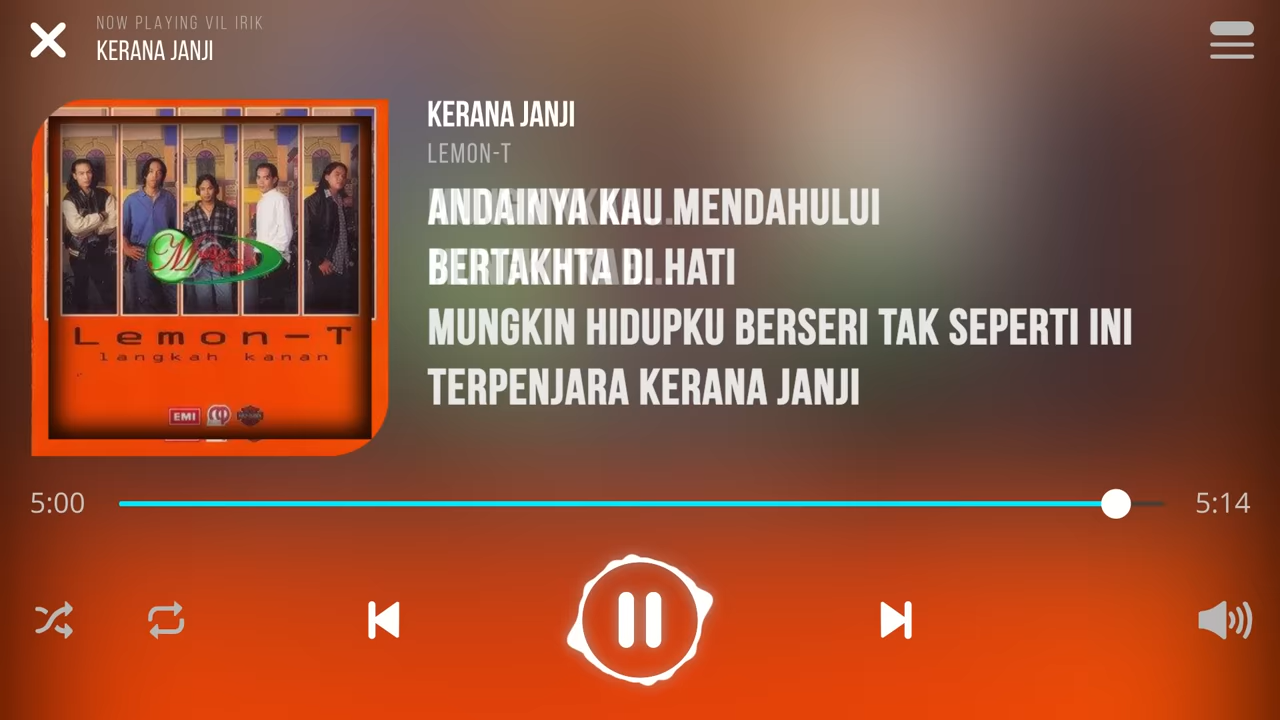 NOW PLAYING VIL IRIK
KERANA JANJI
KERANA JANJI
LEMON-T
ANDAINYA KAU MENDAHULUI
BERTAKHTA DI HATI
MUNGKIN HIDUPKU BERSERI TAK SEPERTI INI
TERPENJARA KERANA JANJI
Lemon-T
langkah kanan
EMI
5:00
5:14